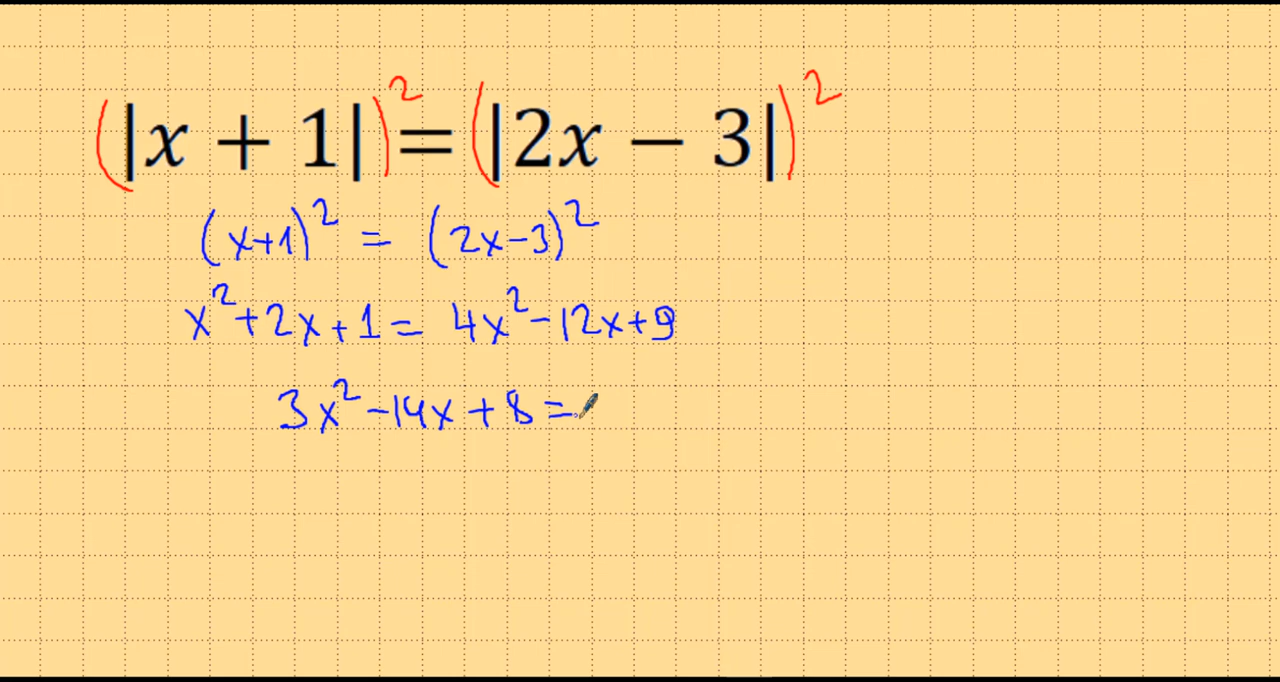 (|x + 1|)² = (|2x − 3|)²
(x+1)² = (2x−3)²
x²+2x+1 = 4x²−12x+9
3x²−14x+8=